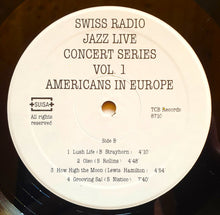 SWISS RADIO
JAZZ LIVE
CONCERT SERIES
VOL. 1
AMERICANS IN EUROPE
SUISA
All rights
reserved
TCB Records
8710
Side B
1 Lush Life (B Strayhorn) 4'10
2 Oleo (S Rollins) 4'48
3 How High the Moon (Lewis Hamilton) 4'54
4 Grooving Sal (S Nistico) 7'40